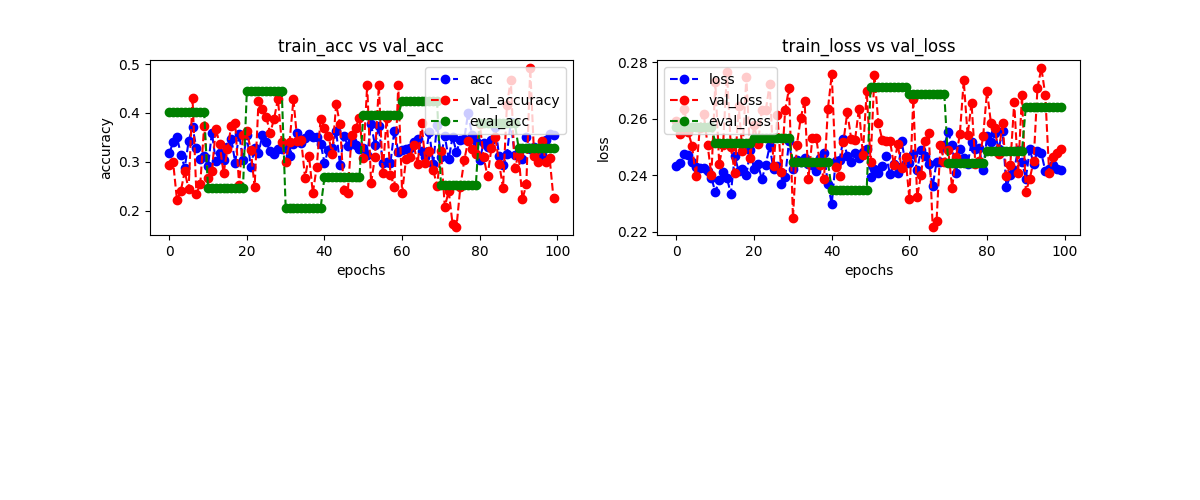 train_acc vs val_acc
accuracy
0.5
0.4
0.3
0.2
acc
val_accuracy
eval_acc
0
20
40
60
80
100
epochs
train_loss vs val_loss
loss
0.28
0.26
0.24
0.22
loss
val_loss
eval_loss
0
20
40
60
80
100
epochs